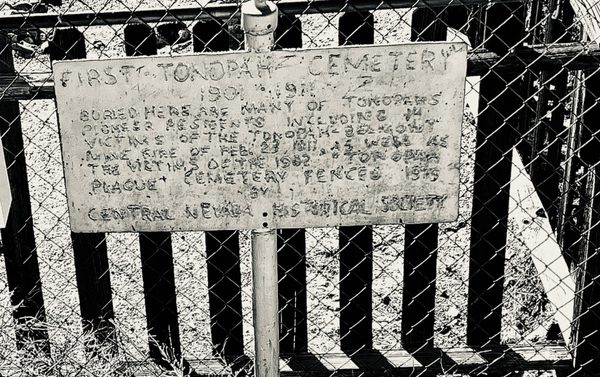 FIRST TONOPAH CEMETERY
1901 - 1911
BURIED HERE ARE MANY OF TONOPAH'S
PIONEER RESIDENTS INCLUDING 14
VICTIMS OF THE TONOPAH-BELMONT
MINE FIRE OF FEB. 23 1911 AS WELL AS
THE VICTIMS OF THE 1902 TONOPAH
PLAGUE CEMETERY FENCES 1979
BY
CENTRAL NEVADA HISTORICAL SOCIETY